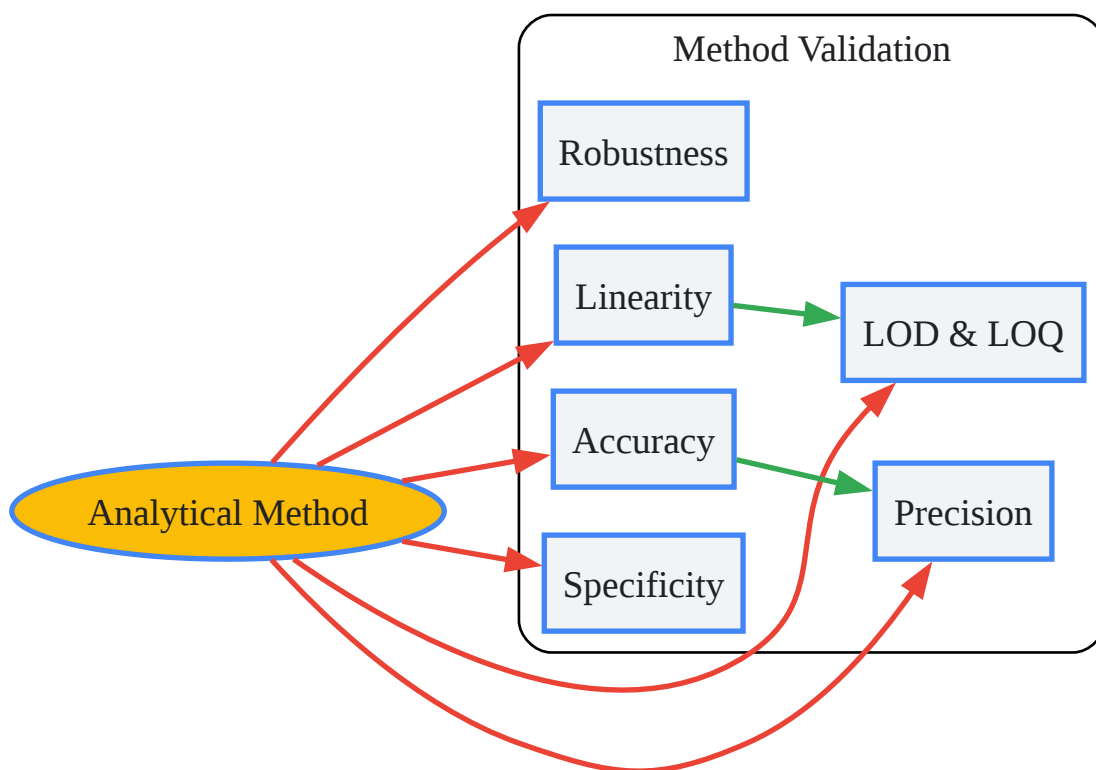 Method Validation
Robustness
Linearity
LOD & LOQ
Accuracy
Analytical Method
Precision
Specificity